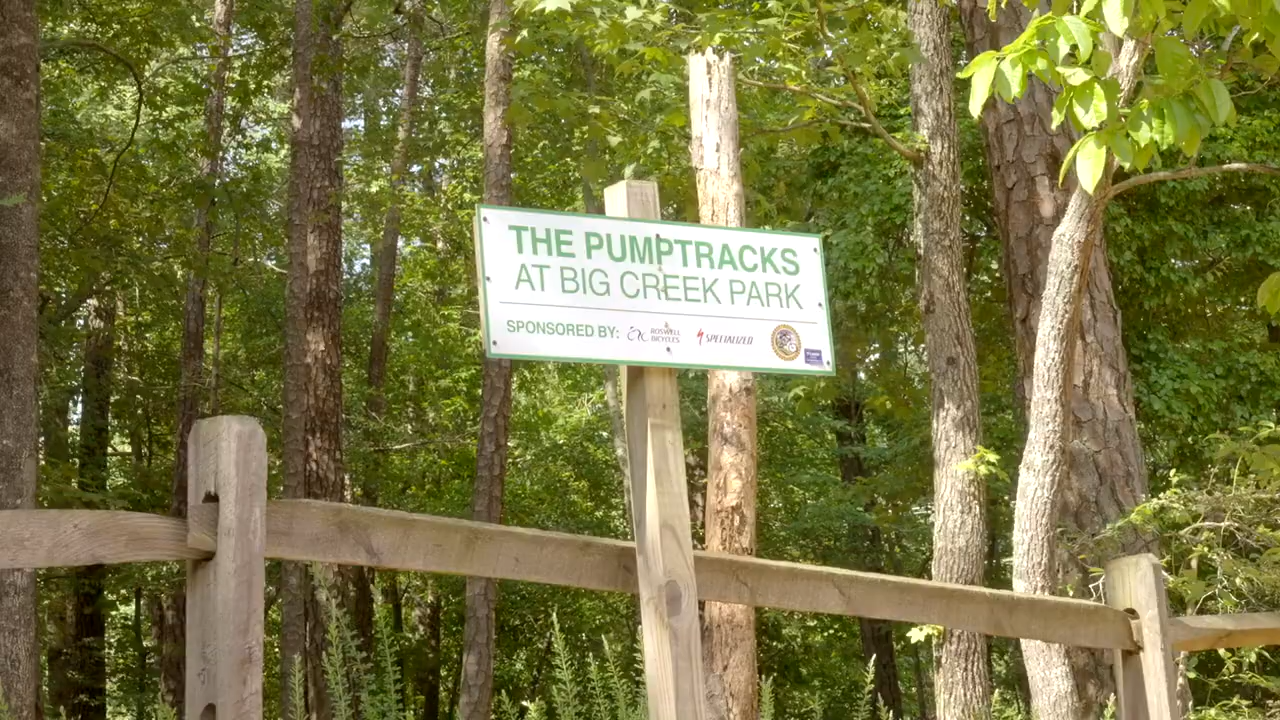 THE PUMPTRACKS
AT BIG CREEK PARK
SPONSORED BY: ROSWELL BICYCLES SPECIALIZED